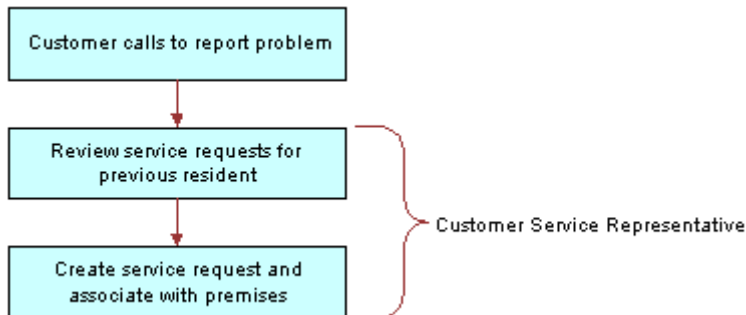 Customer calls to report problem
Review service requests for
previous resident
Customer Service Representative
Create service request and
associate with premises